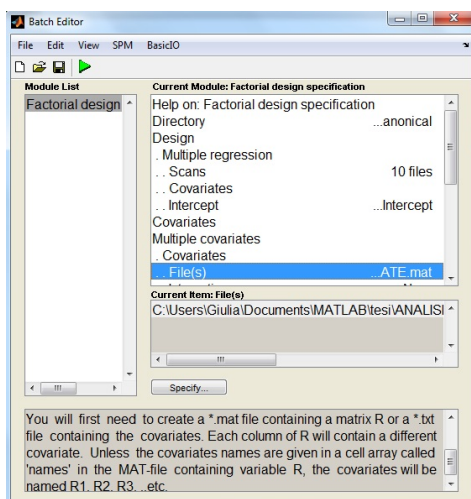 Batch Editor
File Edit View SPM BasicIO
Module List
Current Module: Factorial design specification
Factorial design
Help on: Factorial design specification
Directory ...anonical
Design
. Multiple regression
. . Scans 10 files
. . Covariates
. . Intercept ...Intercept
Covariates
Multiple covariates
. Covariates
. . File(s) ...ATE.mat
Current Item: File(s)
C:\Users\Giulia\Documents\MATLAB\tesi\ANALISI
Specify...
You will first need to create a *.mat file containing a matrix R or a *.txt
file containing the covariates. Each column of R will contain a different
covariate. Unless the covariates names are given in a cell array called
'names' in the MAT-file containing variable R, the covariates will be
named R1, R2, R3, ..etc.